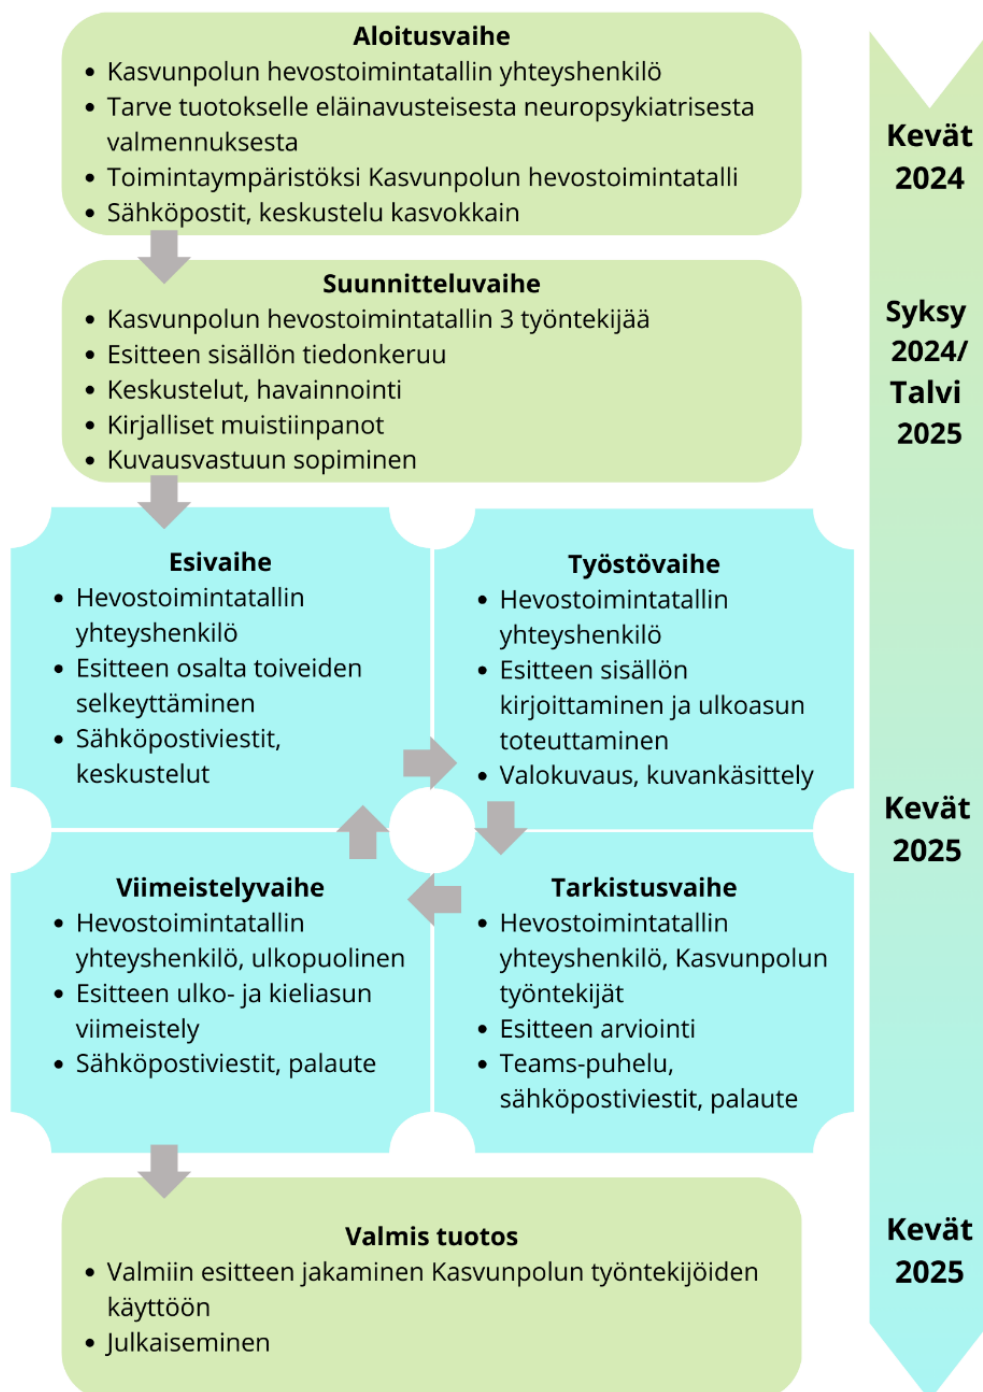 Aloitusvaihe
• Kasvunpolun hevostoimintatallin yhteyshenkilö
• Tarve tuotokselle eläinavusteisesta neuropsykiatrisesta
valmennuksesta
• Toimintaympäristöksi Kasvunpolun hevostoimintatalli
• Sähköpostit, keskustelu kasvokkain
Kevät
2024
Suunnitteluvaihe
• Kasvunpolun hevostoimintatallin 3 työntekijää
• Esitteen sisällön tiedonkeruu
• Keskustelut, havainnointi
• Kirjalliset muistiinpanot
• Kuvausvastuun sopiminen
Syksy
2024/
Talvi
2025
Esivaihe
• Hevostoimintatallin
yhteyshenkilö
• Esitteen osalta toiveiden
selkeyttäminen
• Sähköpostiviestit,
keskustelut
Työstövaihe
• Hevostoimintatallin
yhteyshenkilö
• Esitteen sisällön
kirjoittaminen ja ulkoasun
toteuttaminen
• Valokuvaus, kuvankäsittely
Tarkistusvaihe
• Hevostoimintatallin
yhteyshenkilö, Kasvunpolun
työntekijät
• Esitteen arviointi
• Teams-puhelu,
sähköpostiviestit, palaute
Viimeistelyvaihe
• Hevostoimintatallin
yhteyshenkilö, ulkopuolinen
• Esitteen ulko- ja kieliasun
viimeistely
• Sähköpostiviestit, palaute
Kevät
2025
Valmis tuotos
• Valmiin esitteen jakaminen Kasvunpolun työntekijöiden
käyttöön
• Julkaiseminen
Kevät
2025